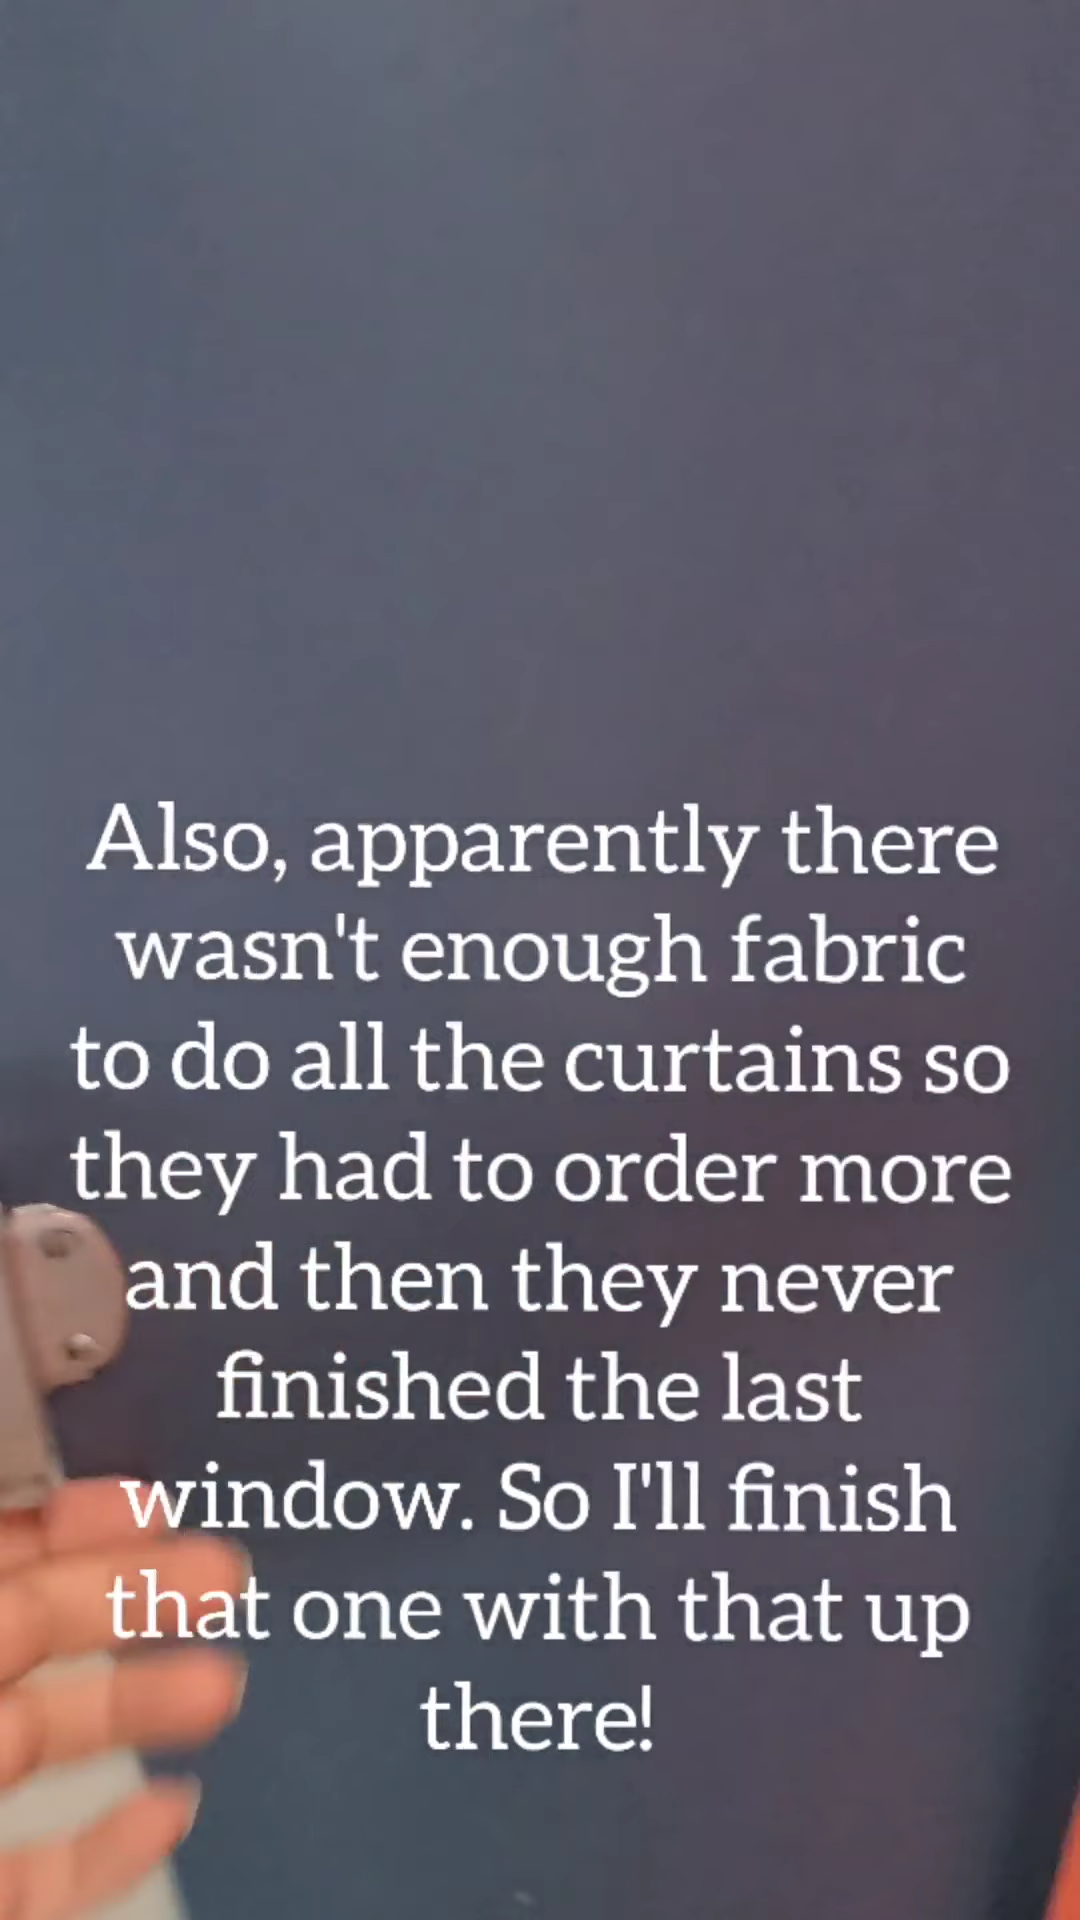 Also, apparently there
wasn't enough fabric
to do all the curtains so
they had to order more
and then they never
finished the last
window. So I'll finish
that one with that up
there!